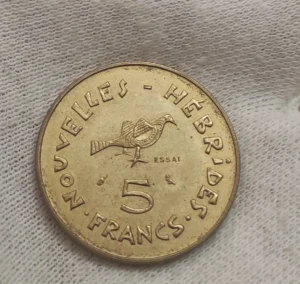 NOUVELLES - HÉBRIDES
ESSAI
5
· FRANCS ·